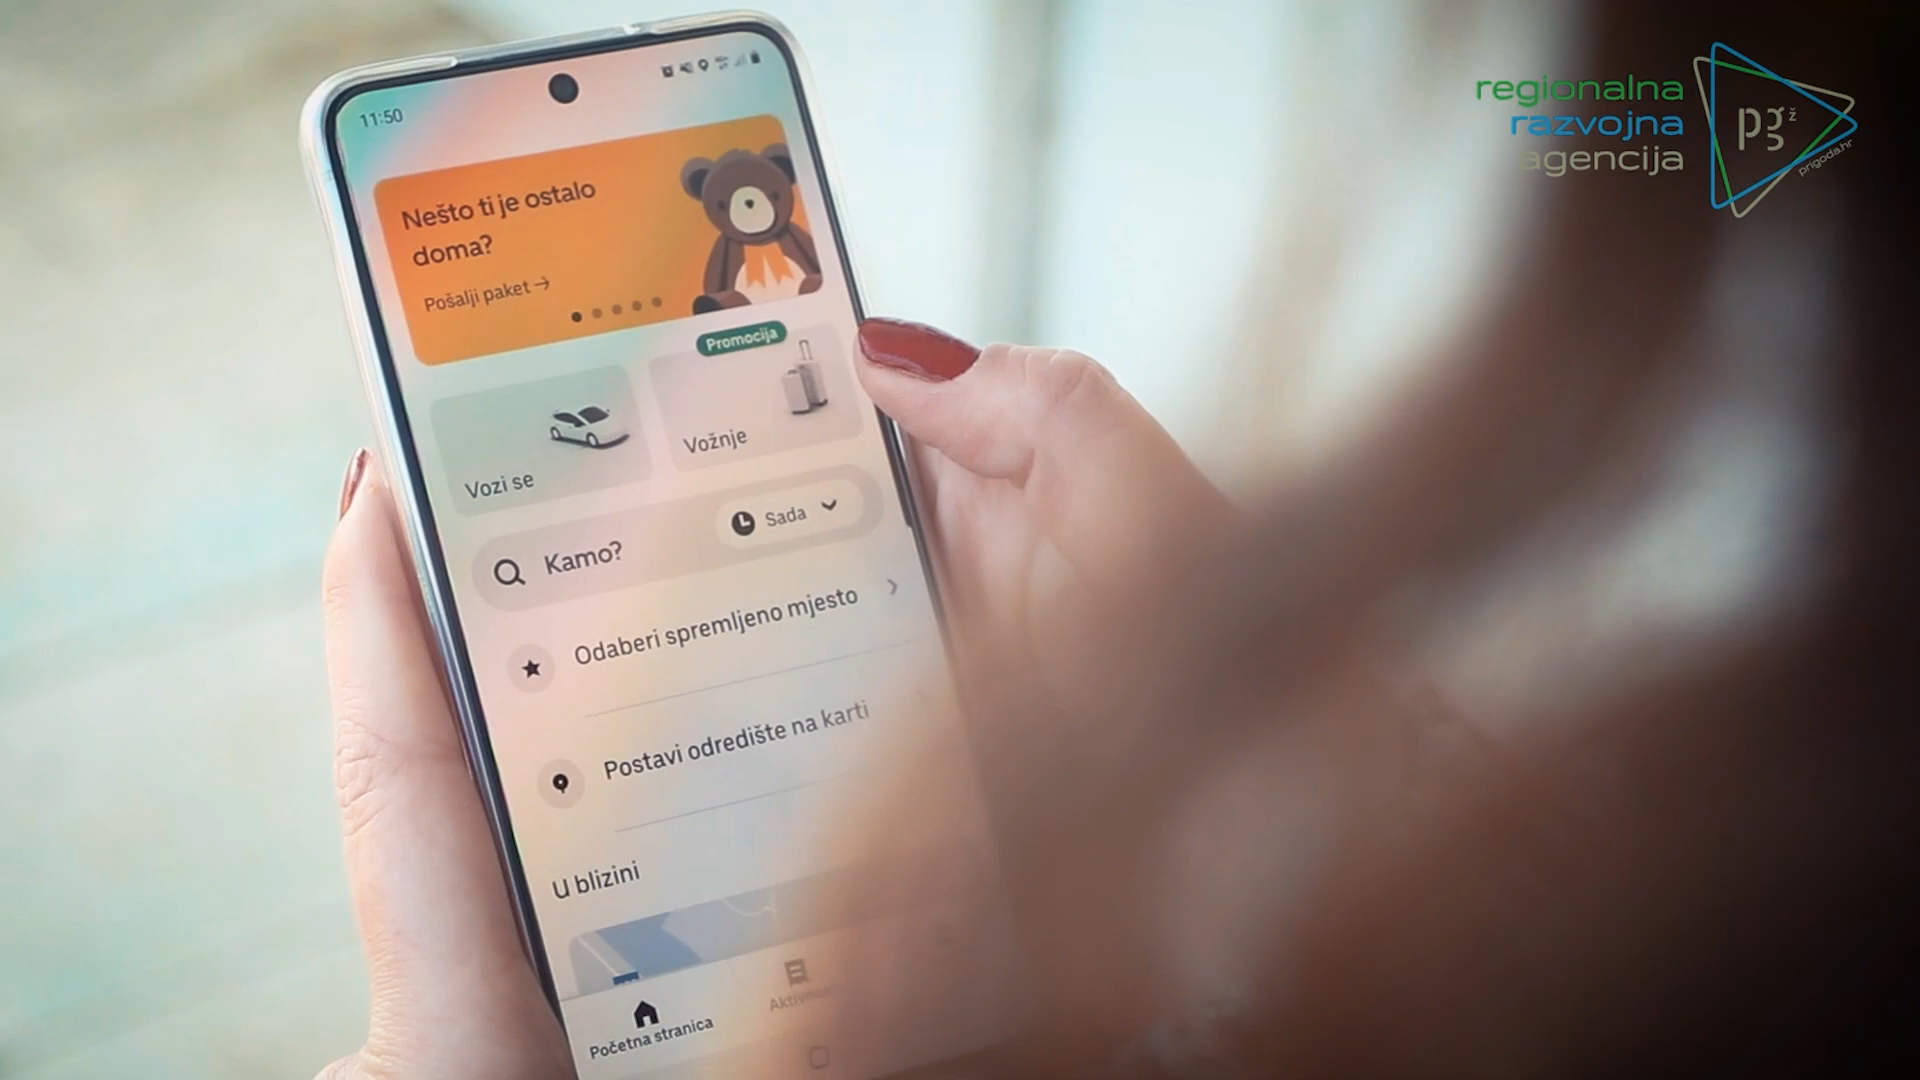 11:50
Nešto ti je ostalo
doma?
Pošalji paket →
Promocija
Vozi se
Vožnje
Kamo?
Sada
Odaberi spremljeno mjesto
Postavi odredište na karti
U blizini
Početna stranica
regionalna
razvojna
agencija
pgž
prigoda.hr